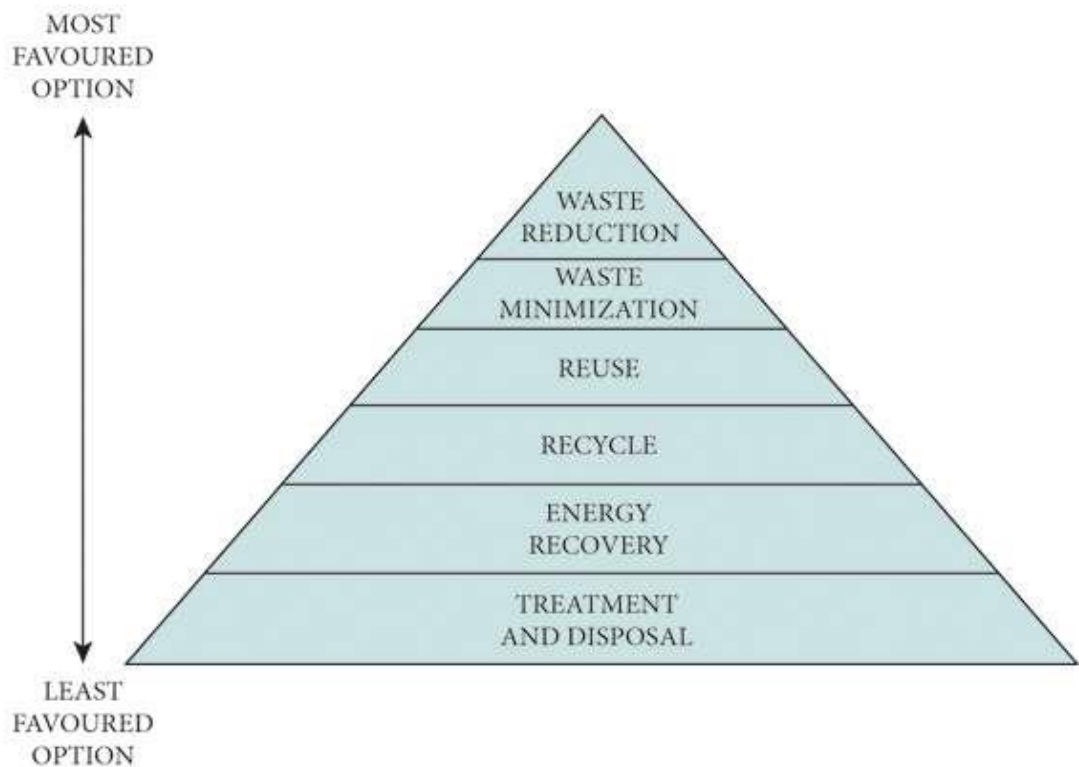 MOST
FAVOURED
OPTION
WASTE
REDUCTION
WASTE
MINIMIZATION
REUSE
RECYCLE
ENERGY
RECOVERY
TREATMENT
AND DISPOSAL
LEAST
FAVOURED
OPTION